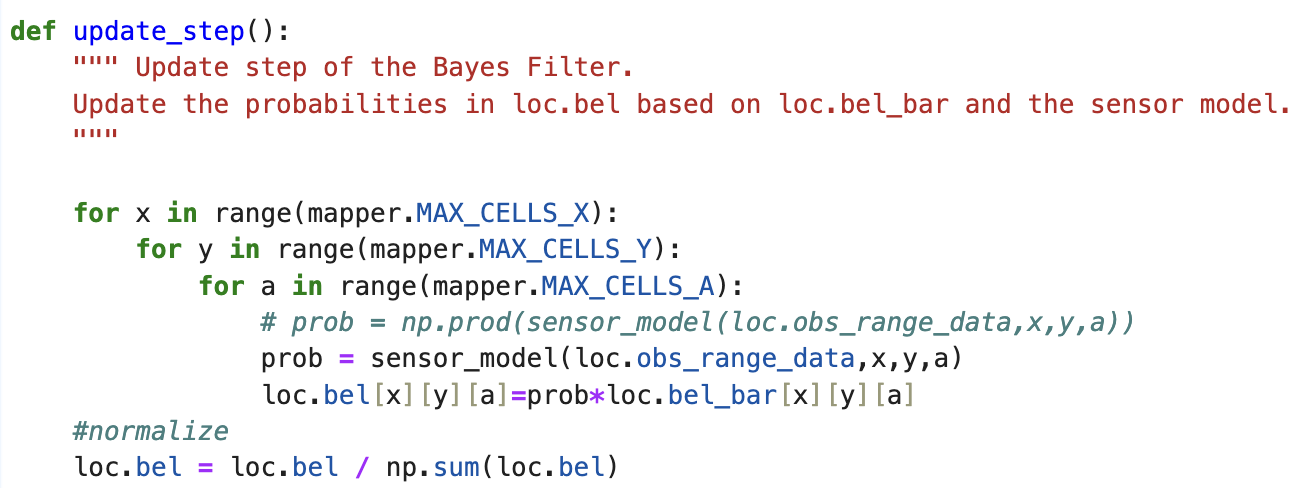 def update_step():
    """ Update step of the Bayes Filter.
    Update the probabilities in loc.bel based on loc.bel_bar and the sensor model.
    """
    for x in range(mapper.MAX_CELLS_X):
        for y in range(mapper.MAX_CELLS_Y):
            for a in range(mapper.MAX_CELLS_A):
                # prob = np.prod(sensor_model(loc.obs_range_data,x,y,a))
                prob = sensor_model(loc.obs_range_data,x,y,a)
                loc.bel[x][y][a]=prob*loc.bel_bar[x][y][a]
    #normalize
    loc.bel = loc.bel / np.sum(loc.bel)